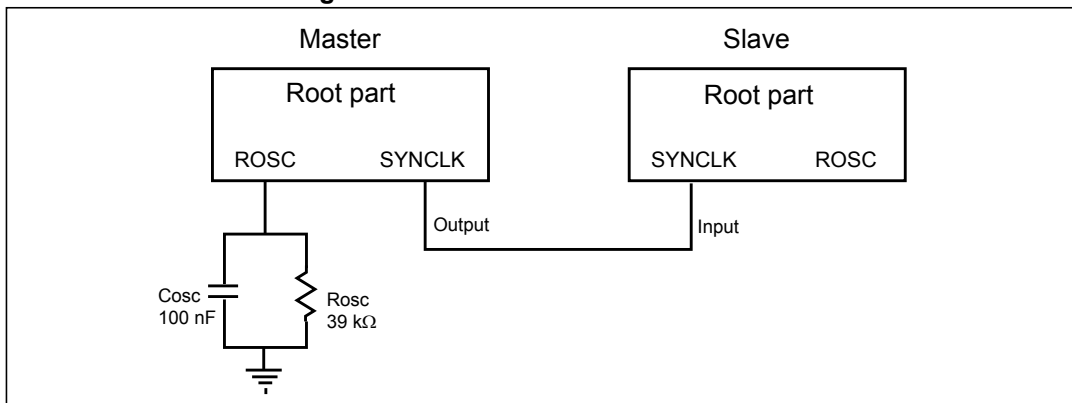 g
Master
Slave
Root part
Root part
ROSC
SYNCLK
SYNCLK
ROSC
Output
Input
Cosc
100 nF
Rosc
39 kΩ